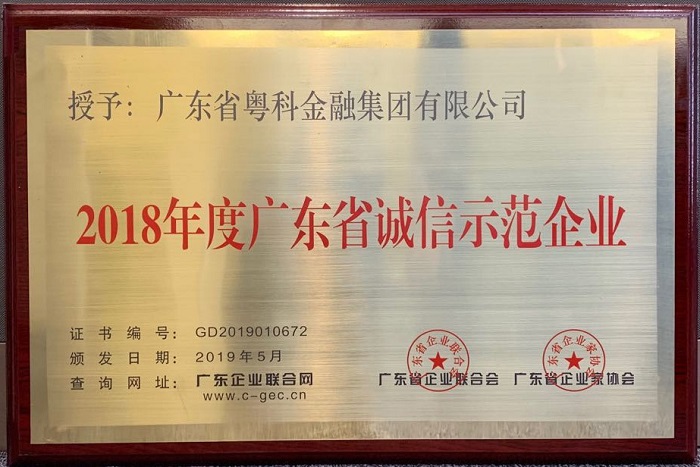 授予：广东省粤科金融集团有限公司
2018年度广东省诚信示范企业
证书编号：GD2019010672
颁发日期：2019年5月
查询网站：广东企业联合网
www.c-gec.cn
广东省企业联合会
广东省企业家协会